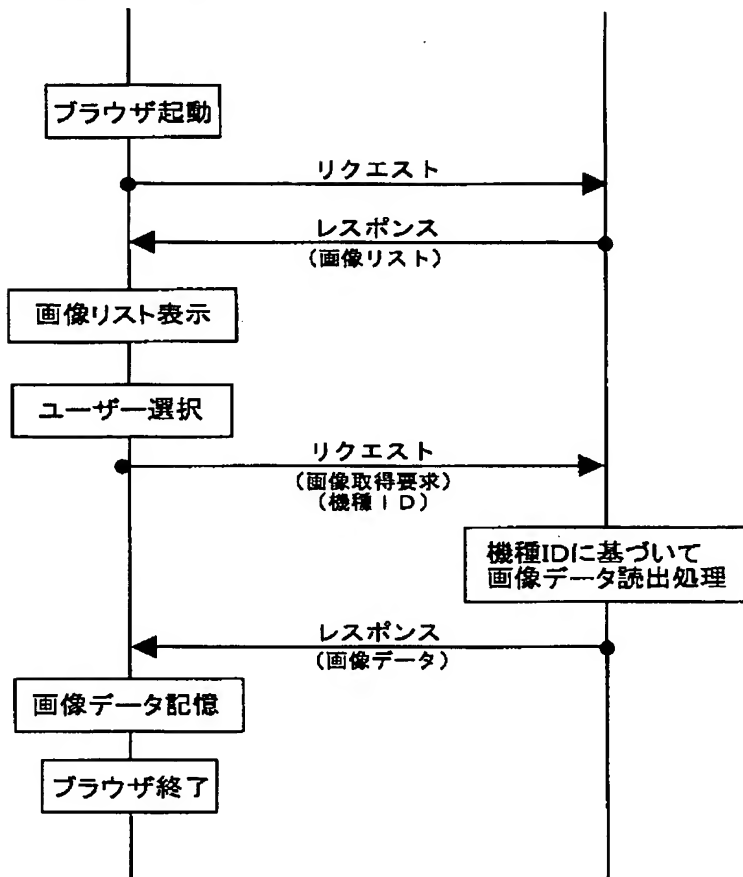 ブラウザ起動
リクエスト
レスポンス
(画像リスト)
画像リスト表示
ユーザー選択
リクエスト
(画像取得要求)
(機種ID)
機種IDに基づいて
画像データ読出処理
レスポンス
(画像データ)
画像データ記憶
ブラウザ終了